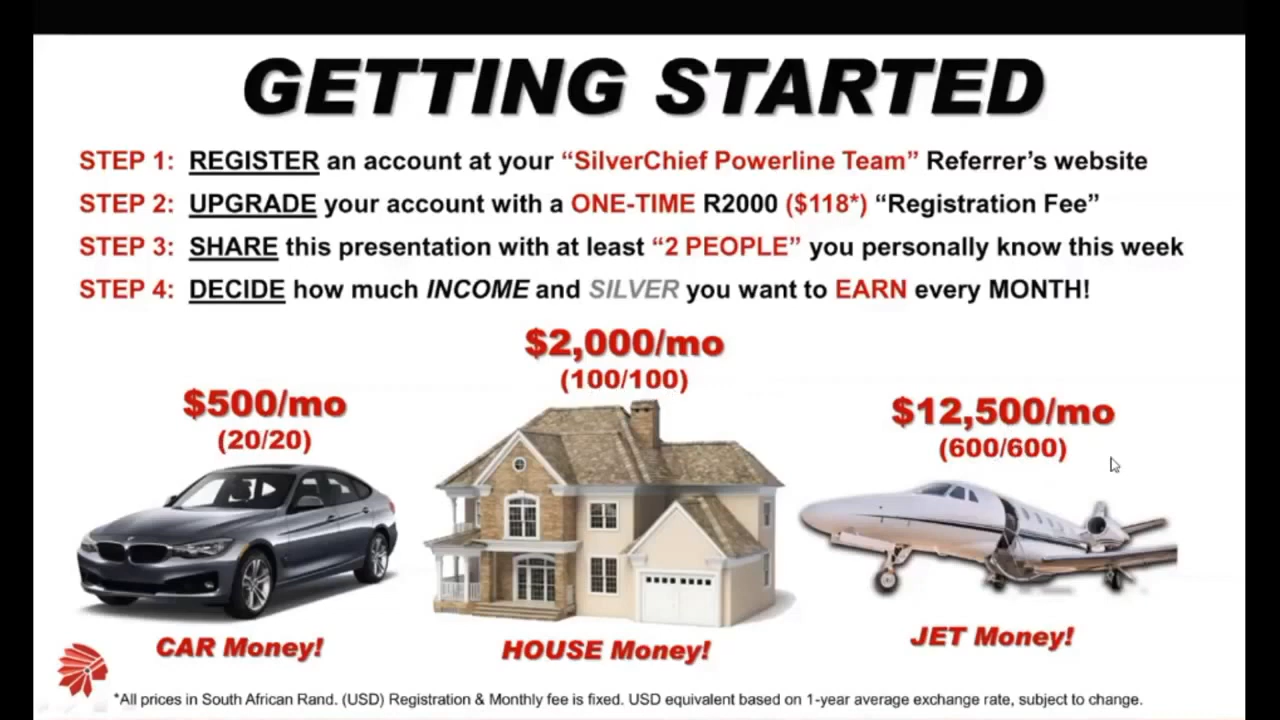 GETTING STARTED
STEP 1: REGISTER an account at your “SilverChief Powerline Team” Referrer’s website
STEP 2: UPGRADE your account with a ONE-TIME R2000 ($118*) “Registration Fee”
STEP 3: SHARE this presentation with at least “2 PEOPLE” you personally know this week
STEP 4: DECIDE how much INCOME and SILVER you want to EARN every MONTH!
$500/mo
(20/20)
CAR Money!
$2,000/mo
(100/100)
HOUSE Money!
$12,500/mo
(600/600)
JET Money!
*All prices in South African Rand. (USD) Registration & Monthly fee is fixed. USD equivalent based on 1-year average exchange rate, subject to change.